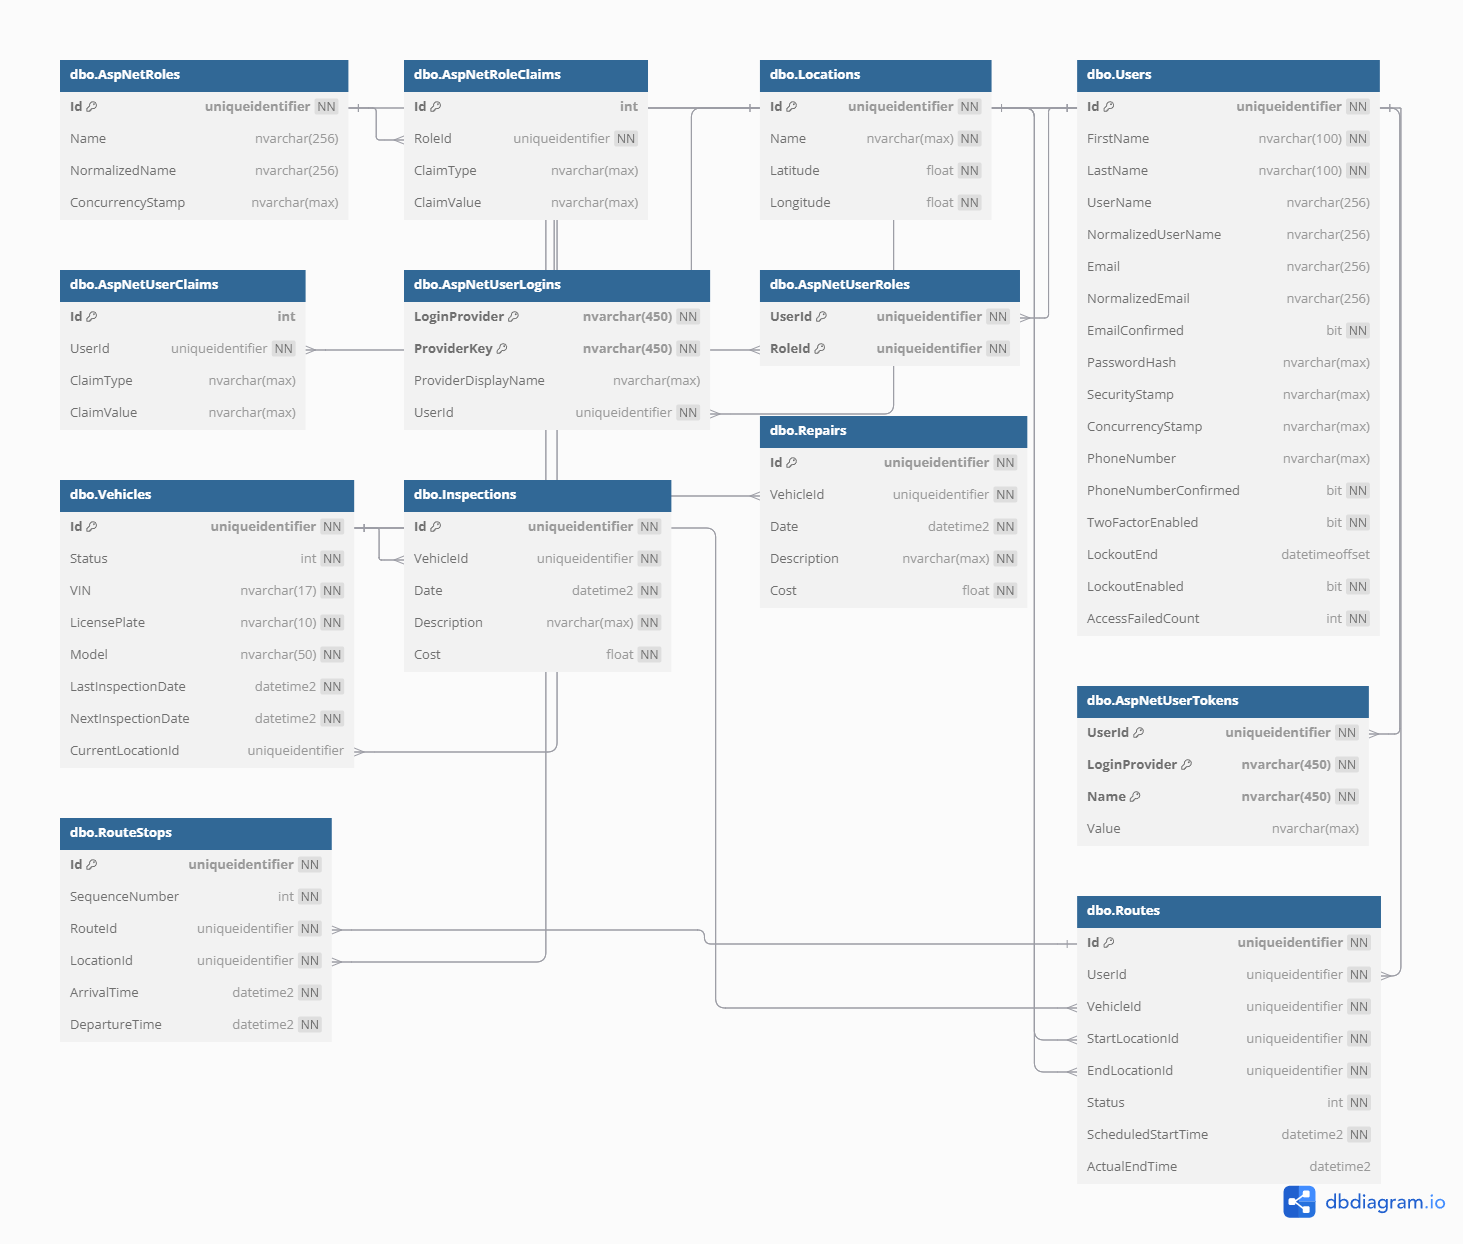 dbo.AspNetRoles
Id uniqueidentifier NN
Name nvarchar(256)
NormalizedName nvarchar(256)
ConcurrencyStamp nvarchar(max)
dbo.AspNetRoleClaims
Id int
RoleId uniqueidentifier NN
ClaimType nvarchar(max)
ClaimValue nvarchar(max)
dbo.Locations
Id uniqueidentifier NN
Name nvarchar(max) NN
Latitude float NN
Longitude float NN
dbo.Users
Id uniqueidentifier NN
FirstName nvarchar(100) NN
LastName nvarchar(100) NN
UserName nvarchar(256)
NormalizedUserName nvarchar(256)
Email nvarchar(256)
NormalizedEmail nvarchar(256)
EmailConfirmed bit NN
PasswordHash nvarchar(max)
SecurityStamp nvarchar(max)
ConcurrencyStamp nvarchar(max)
PhoneNumber nvarchar(max)
PhoneNumberConfirmed bit NN
TwoFactorEnabled bit NN
LockoutEnd datetimeoffset
LockoutEnabled bit NN
AccessFailedCount int NN
dbo.AspNetUserClaims
Id int
UserId uniqueidentifier NN
ClaimType nvarchar(max)
ClaimValue nvarchar(max)
dbo.AspNetUserLogins
LoginProvider nvarchar(450) NN
ProviderKey nvarchar(450) NN
ProviderDisplayName nvarchar(max)
UserId uniqueidentifier NN
dbo.AspNetUserRoles
UserId uniqueidentifier NN
RoleId uniqueidentifier NN
dbo.Repairs
Id uniqueidentifier NN
VehicleId uniqueidentifier NN
Date datetime2 NN
Description nvarchar(max) NN
Cost float NN
dbo.Vehicles
Id uniqueidentifier NN
Status int NN
VIN nvarchar(17) NN
LicensePlate nvarchar(10) NN
Model nvarchar(50) NN
LastInspectionDate datetime2 NN
NextInspectionDate datetime2 NN
CurrentLocationId uniqueidentifier
dbo.Inspections
Id uniqueidentifier NN
VehicleId uniqueidentifier NN
Date datetime2 NN
Description nvarchar(max) NN
Cost float NN
dbo.AspNetUserTokens
UserId uniqueidentifier NN
LoginProvider nvarchar(450) NN
Name nvarchar(450) NN
Value nvarchar(max)
dbo.RouteStops
Id uniqueidentifier NN
SequenceNumber int NN
RouteId uniqueidentifier NN
LocationId uniqueidentifier NN
ArrivalTime datetime2 NN
DepartureTime datetime2 NN
dbo.Routes
Id uniqueidentifier NN
UserId uniqueidentifier NN
VehicleId uniqueidentifier NN
StartLocationId uniqueidentifier NN
EndLocationId uniqueidentifier NN
Status int NN
ScheduledStartTime datetime2 NN
ActualEndTime datetime2
dbdiagram.io